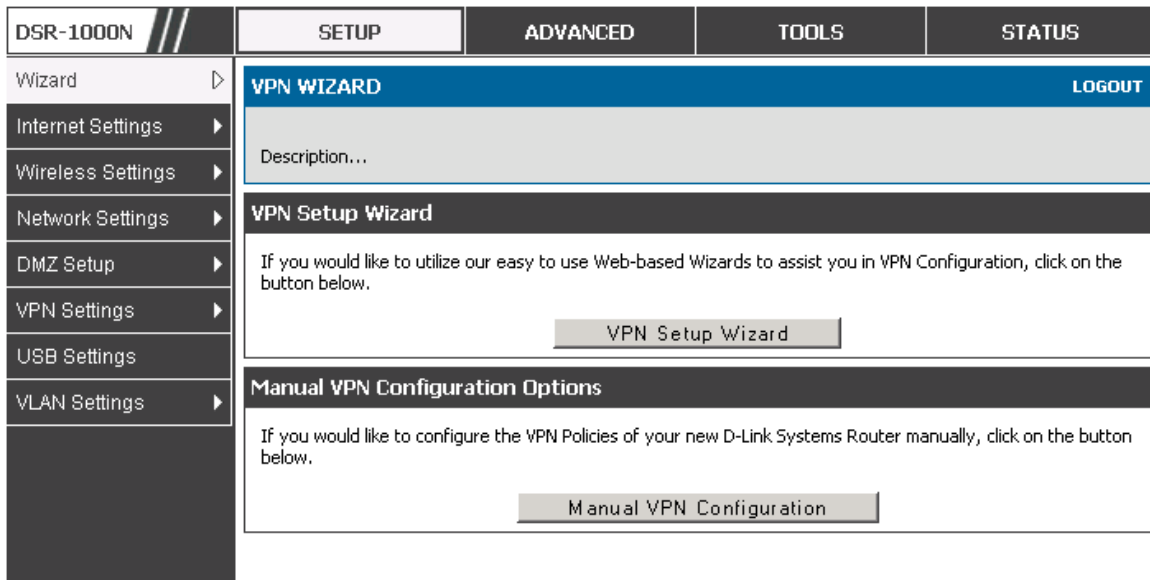 DSR-1000N
SETUP
ADVANCED
TOOLS
STATUS
Wizard
Internet Settings
Wireless Settings
Network Settings
DMZ Setup
VPN Settings
USB Settings
VLAN Settings
VPN WIZARD
LOGOUT
Description...
VPN Setup Wizard
If you would like to utilize our easy to use Web-based Wizards to assist you in VPN Configuration, click on the
button below.
VPN Setup Wizard
Manual VPN Configuration Options
If you would like to configure the VPN Policies of your new D-Link Systems Router manually, click on the button
below.
Manual VPN Configuration